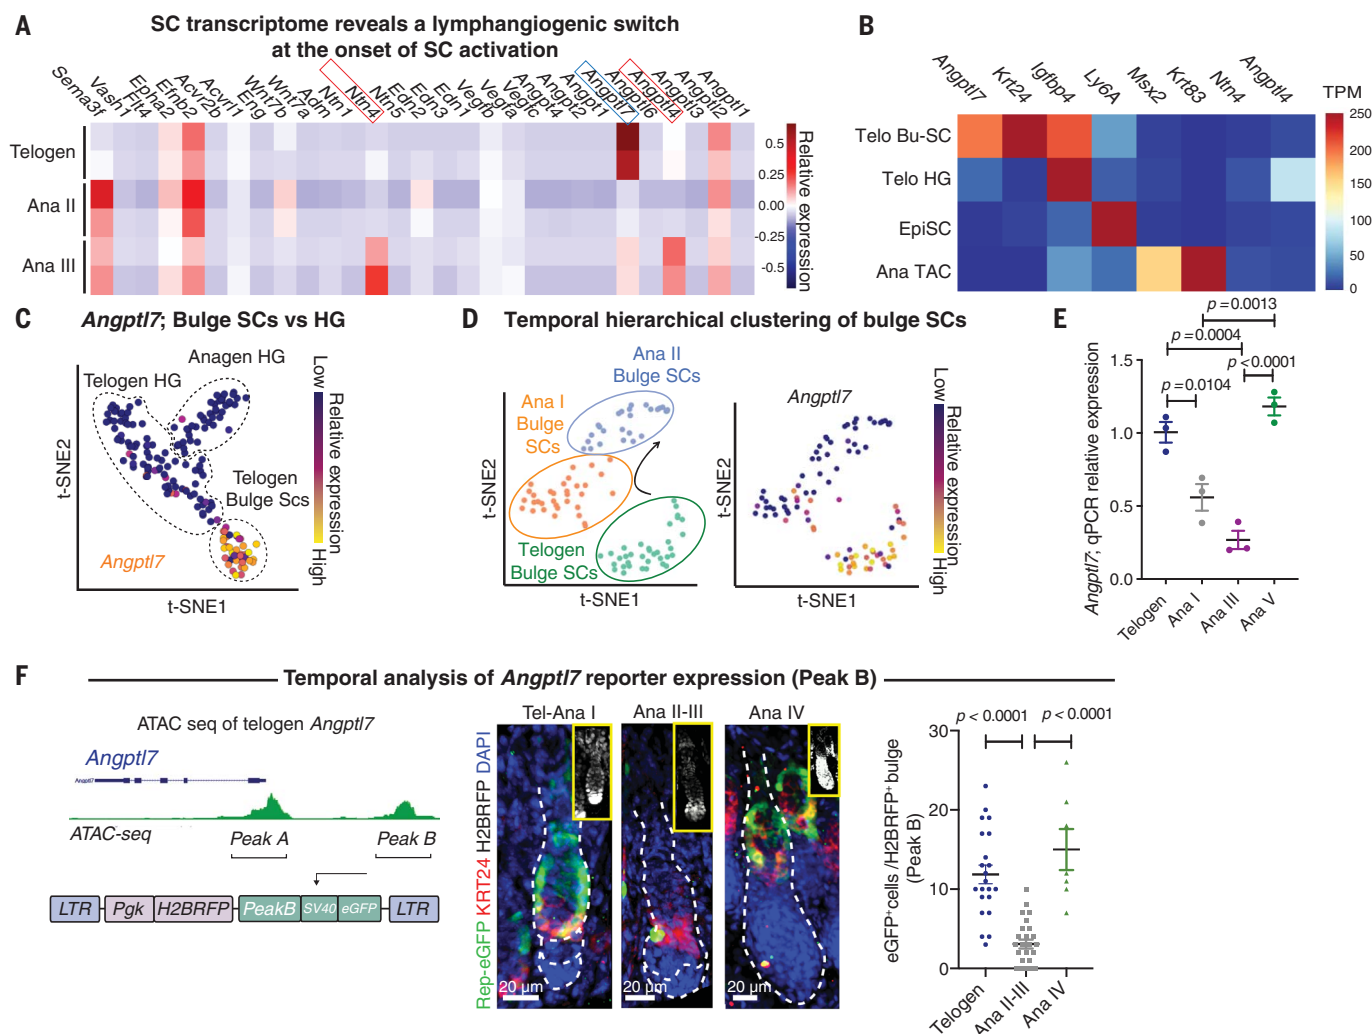 A
SC transcriptome reveals a lymphangiogenic switch
at the onset of SC activation
Sema3f
Vash1
Flt4
Epha2
Efnb2
Acvr2b
Acvrl1
Eng
Wnt7b
Wnt7a
Adm
Ntn1
Ntn4
Ntn5
Edn2
Edn3
Edn1
Vegfb
Vegfa
Vegfc
Angpt4
Angpt2
Angpt1
Angptl7
Angptl6
Angptl4
Angptl3
Angptl2
Angptl1
Telogen
Ana II
Ana III
0.5
0.25
0.00
-0.25
-0.5
Relative expression
B
Angptl7
Krt24
Igfbp4
Ly6A
Msx2
Krt83
Ntn4
Angptl4
TPM
Telo Bu-SC
Telo HG
EpiSC
Ana TAC
250
200
150
100
50
0
C
Angptl7; Bulge SCs vs HG
Anagen HG
Telogen HG
Telogen
Bulge Scs
Angptl7
t-SNE2
t-SNE1
Low
Relative expression
High
D
Temporal hierarchical clustering of bulge SCs
Ana II
Bulge SCs
Ana I
Bulge
SCs
Telogen
Bulge SCs
t-SNE2
t-SNE1
Angptl7
t-SNE2
t-SNE1
Low
Relative expression
High
E
p=0.0013
p=0.0004
p<0.0001
p=0.0104
Angptl7; qPCR relative expression
1.5
1.0
0.5
0.0
Telogen
Ana I
Ana III
Ana V
F
Temporal analysis of Angptl7 reporter expression (Peak B)
ATAC seq of telogen Angptl7
Angptl7
Angptl7
ATAC-seq
Peak A
Peak B
LTR
Pgk
H2BRFP
PeakB
SV40
eGFP
LTR
Rep-eGFP KRT24 H2BRFP DAPI
Tel-Ana I
Ana II-III
Ana IV
20 μm
20 μm
20 μm
p < 0.0001
p < 0.0001
eGFP+cells /H2BRFP+ bulge
(Peak B)
30
20
10
0
Telogen
Ana II-III
Ana IV